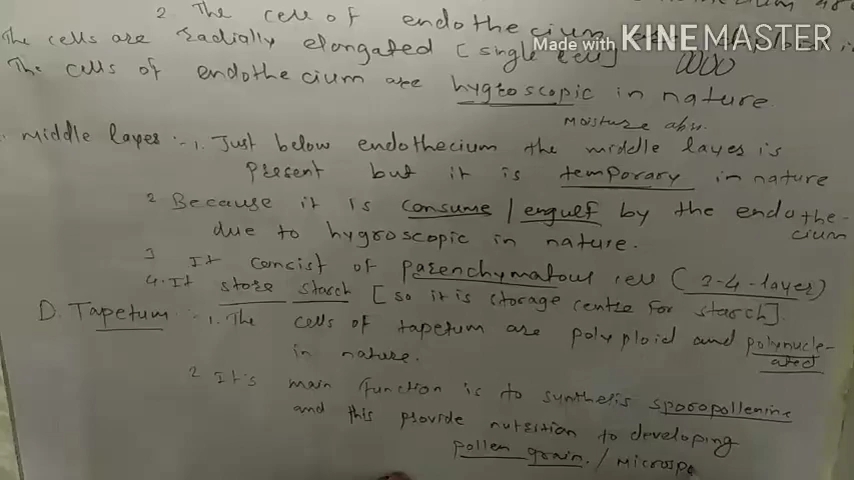 2 The cell of endothecium
The cells are radially elongated [single cell]
Made with KINEMASTER
The cells of endothecium are hygroscopic in nature.
moisture abs.
middle layer :- 1. Just below endothecium the middle layer is
present but it is temporary in nature
2 Because it is consume / engulf by the endothe-
cium
due to hygroscopic in nature.
3 It concist of parenchymatous cell (3-4-layer)
4. It store starch [so it is storage centre for starch].
D. Tapetum :- 1. The cells of tapetum are polyploid and polynucle-
ated
in nature.
2 It's main function is to synthesis sporopollenine
and this provide nutrition to developing
pollen grain. / microspo